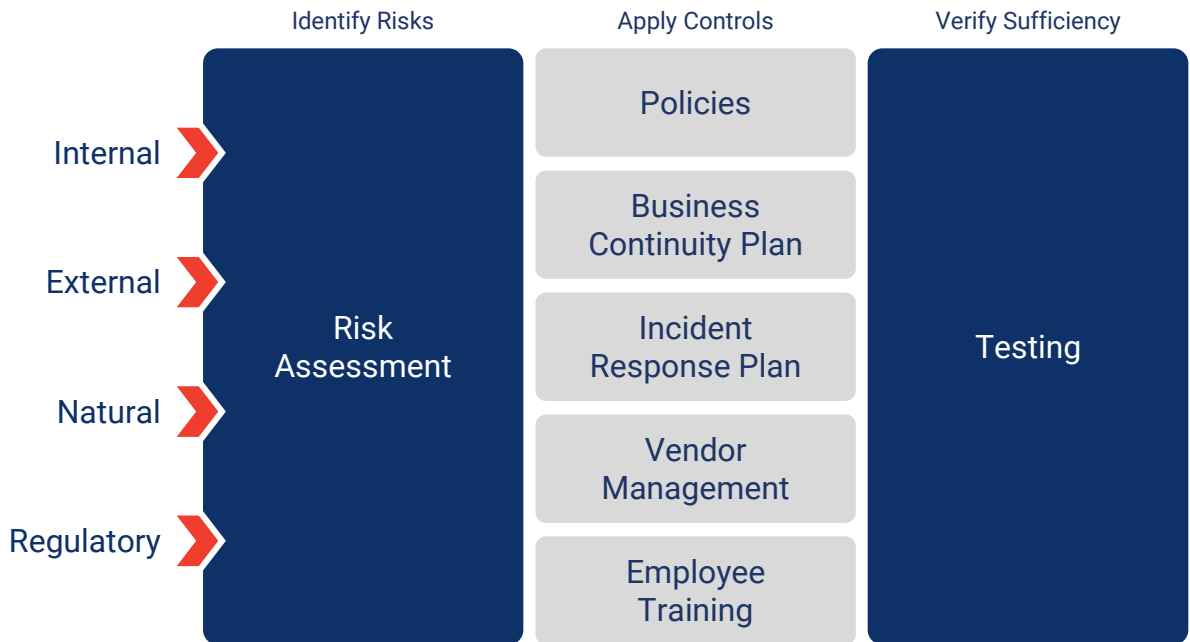 Identify Risks
Apply Controls
Verify Sufficiency
Internal
External
Natural
Regulatory
Risk
Assessment
Policies
Business
Continuity Plan
Incident
Response Plan
Vendor
Management
Employee
Training
Testing